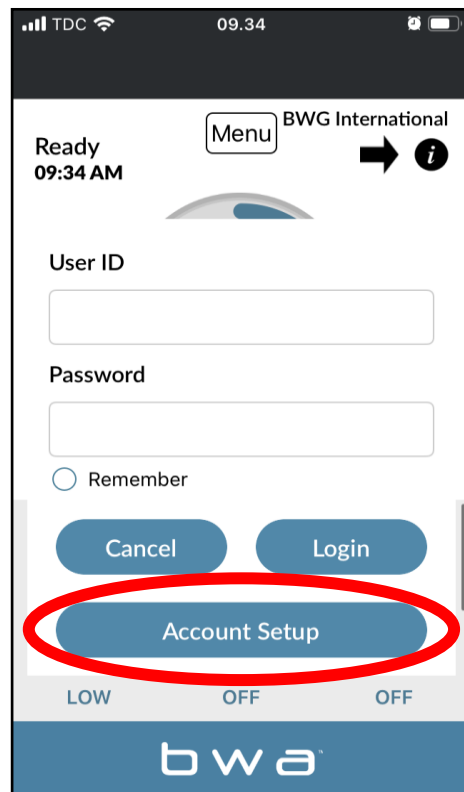 TDC 09.34
BWG International
Menu
Ready
09:34 AM
i
User ID
Password
Remember
Cancel Login
Account Setup
LOW OFF OFF
bwa™